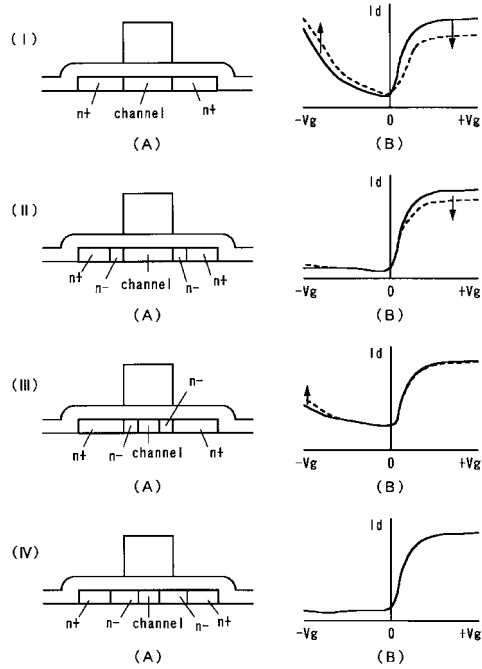 (I)
n+ channel n+
(A)
Id
-Vg 0 +Vg
(B)
(II)
n+ n- channel n- n+
(A)
Id
-Vg 0 +Vg
(B)
(III)
n-
n+ n- channel n+
(A)
Id
-Vg 0 +Vg
(B)
(IV)
n+ n- channel n- n+
(A)
Id
-Vg 0 +Vg
(B)